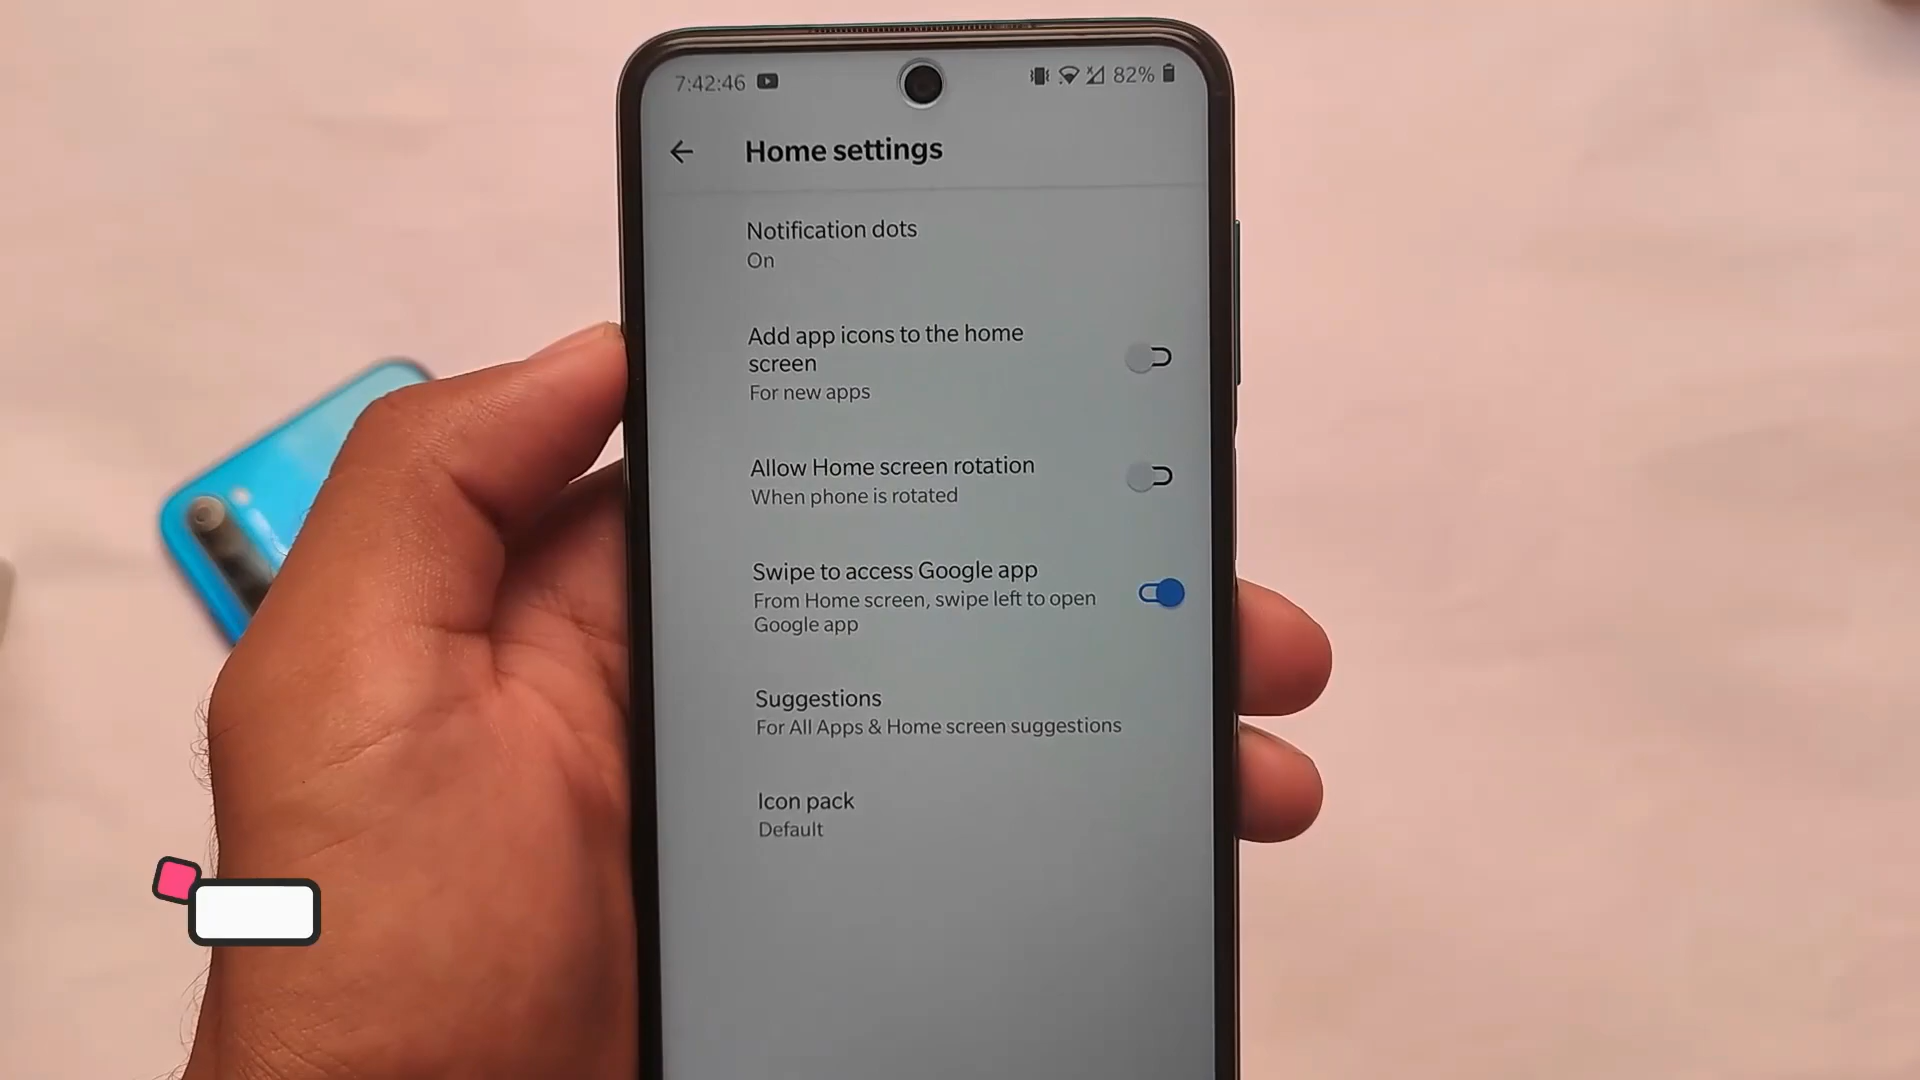 7:42:46
82%
Home settings
Notification dots
On
Add app icons to the home
screen
For new apps
Allow Home screen rotation
When phone is rotated
Swipe to access Google app
From Home screen, swipe left to open
Google app
Suggestions
For All Apps & Home screen suggestions
Icon pack
Default